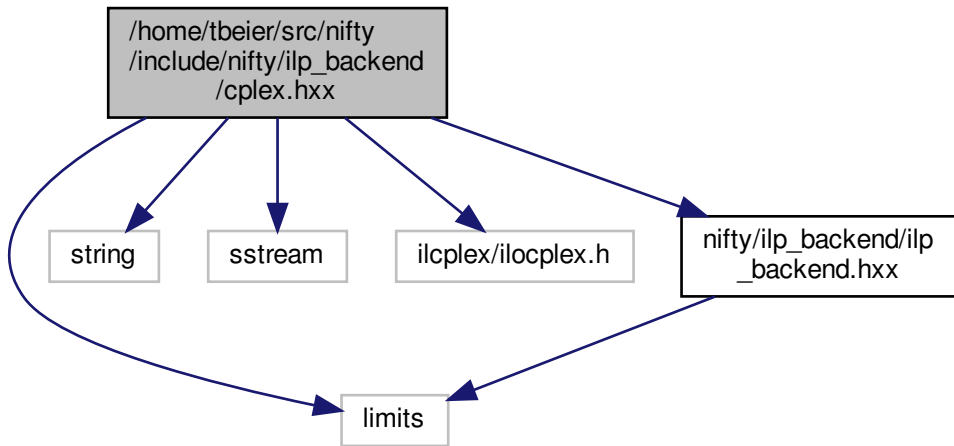 /home/tbeier/src/nifty
/include/nifty/ilp_backend
/cplex.hxx
string
sstream
ilcplex/ilocplex.h
nifty/ilp_backend/ilp
_backend.hxx
limits